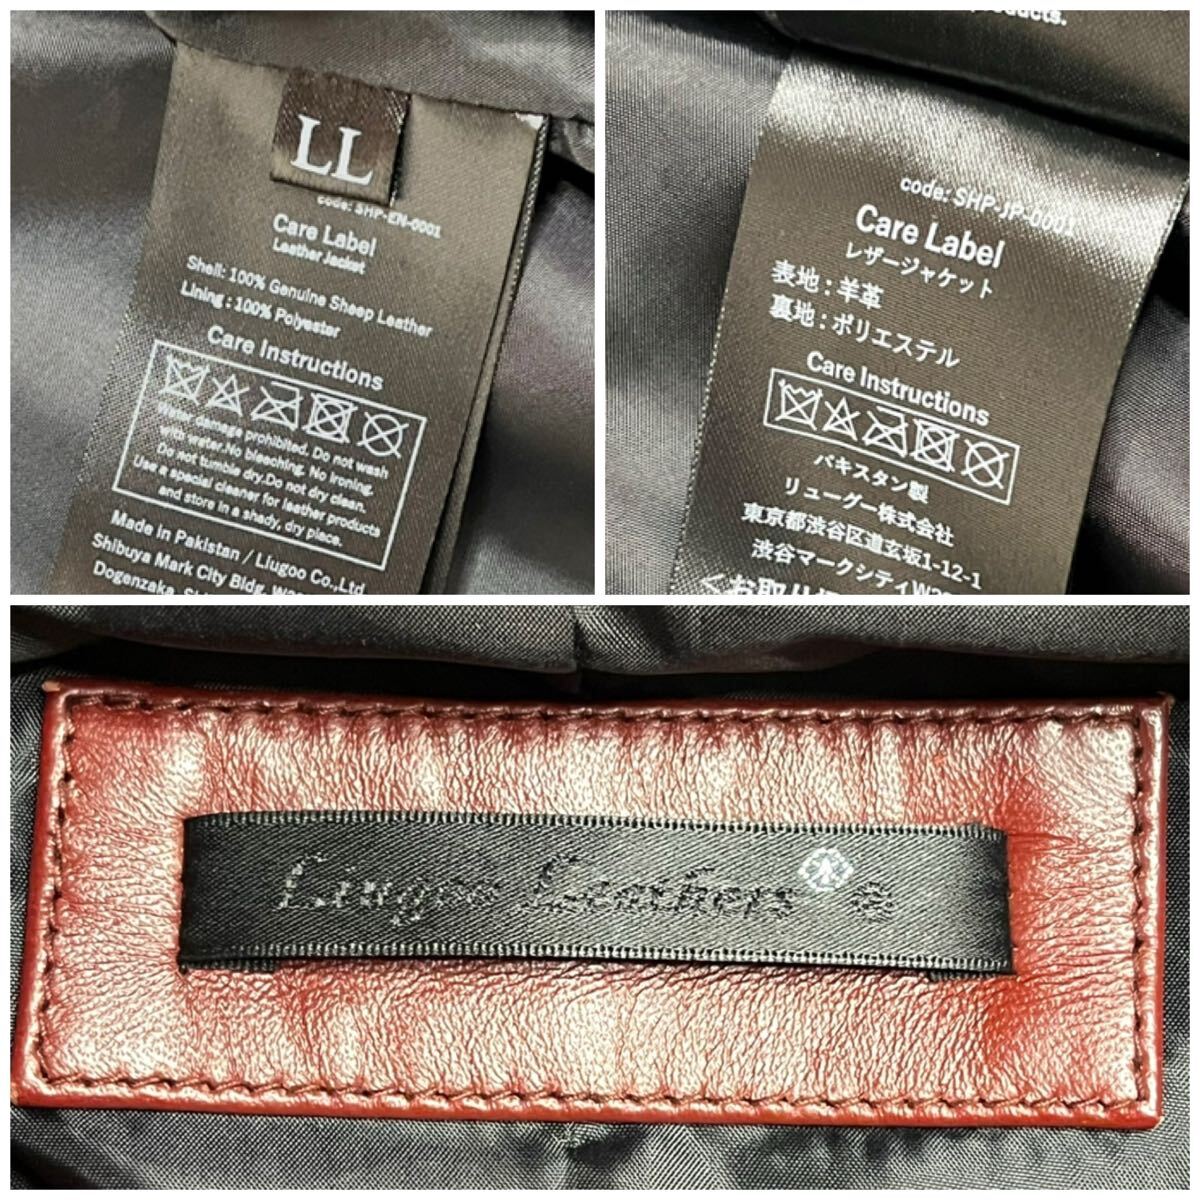 LL
code: SHP-EN-0001
Care Label
Leather Jacket
Shell: 100% Genuine Sheep Leather
Lining : 100% Polyester
Care Instructions
Water damage prohibited. Do not wash
with water.No bleaching. No Ironing.
Do not tumble dry.Do not dry clean.
Use a special cleaner for leather products
and store in a shady, dry place.
Made in Pakistan / Liugoo Co.,Ltd.
Shibuya Mark City Bldg.
Dogenzaka,
products.
code: SHP-JP-0001
Care Label
レザージャケット
表地 : 羊革
裏地 : ポリエステル
Care Instructions
パキスタン製
リューグー株式会社
東京都渋谷区道玄坂1-12-1
渋谷マークシティW22
Liugoo Leathers